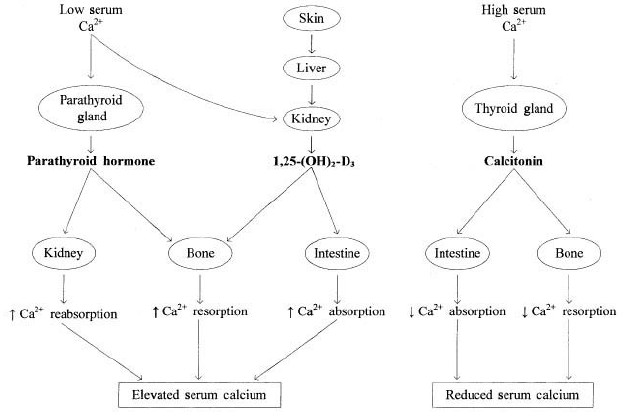 Low serum
Ca²⁺
Skin
High serum
Ca²⁺
Liver
Parathyroid
gland
Kidney
Thyroid gland
Parathyroid hormone
1,25-(OH)₂-D₃
Calcitonin
Kidney
Bone
Intestine
Intestine
Bone
↑ Ca²⁺ reabsorption
↑ Ca²⁺ resorption
↑ Ca²⁺ absorption
↓ Ca²⁺ absorption
↓ Ca²⁺ resorption
Elevated serum calcium
Reduced serum calcium